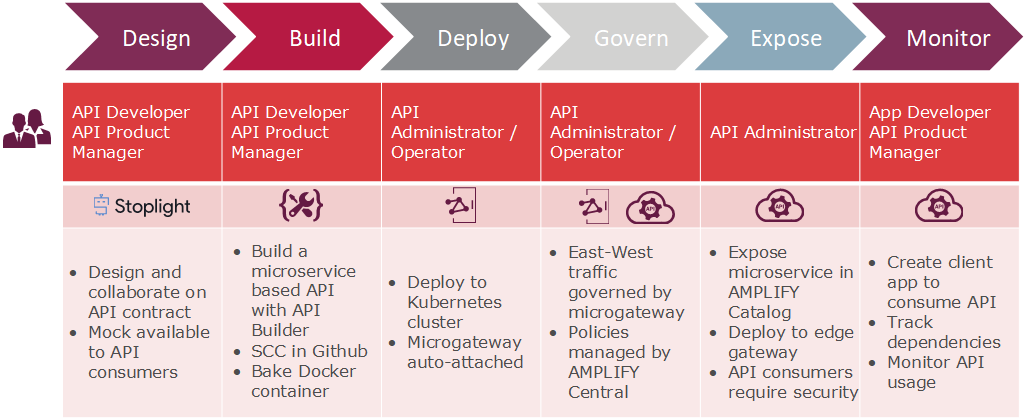 Design
Build
Deploy
Govern
Expose
Monitor
API Developer
API Product
Manager
API Developer
API Product
Manager
API
Administrator /
Operator
API
Administrator /
Operator
API Administrator
App Developer
API Product
Manager
Stoplight
API
API
API
• Design and
collaborate on
API contract
• Mock available
to API
consumers
• Build a
microservice
based API
with API
Builder
• SCC in Github
• Bake Docker
container
• Deploy to
Kubernetes
cluster
• Microgateway
auto-attached
• East-West
traffic
governed by
microgateway
• Policies
managed by
AMPLIFY
Central
• Expose
microservice in
AMPLIFY
Catalog
• Deploy to edge
gateway
• API consumers
require security
• Create client
app to
consume API
• Track
dependencies
• Monitor API
usage